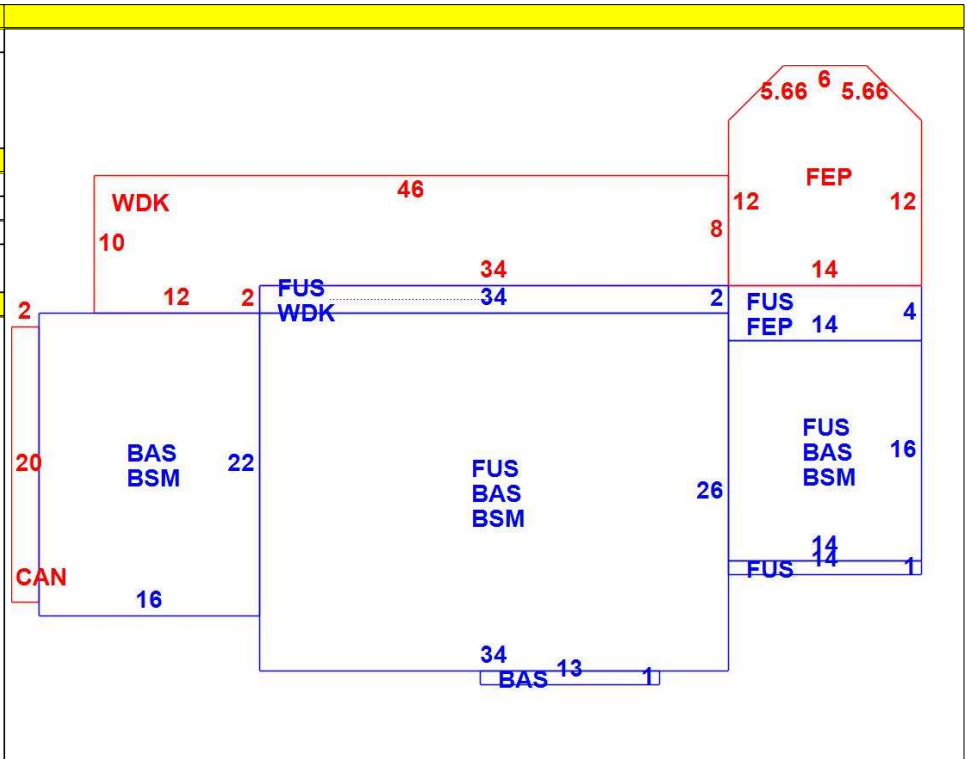 5.66 6 5.66
FEP
12 12
14
WDK
46
10
8
34
12
2
FUS
34
WDK
2
FUS
FEP
14
4
2
20
CAN
BAS
BSM
22
16
FUS
BAS
BSM
26
34
FUS
BAS
BSM
16
14
14
FUS
1
13
BAS
1